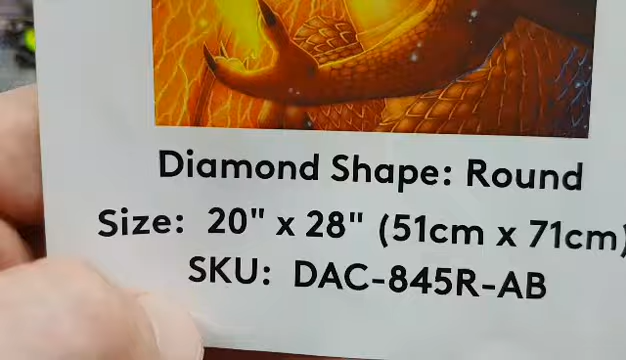 Diamond Shape: Round
Size: 20" x 28" (51cm x 71cm)
SKU: DAC-845R-AB